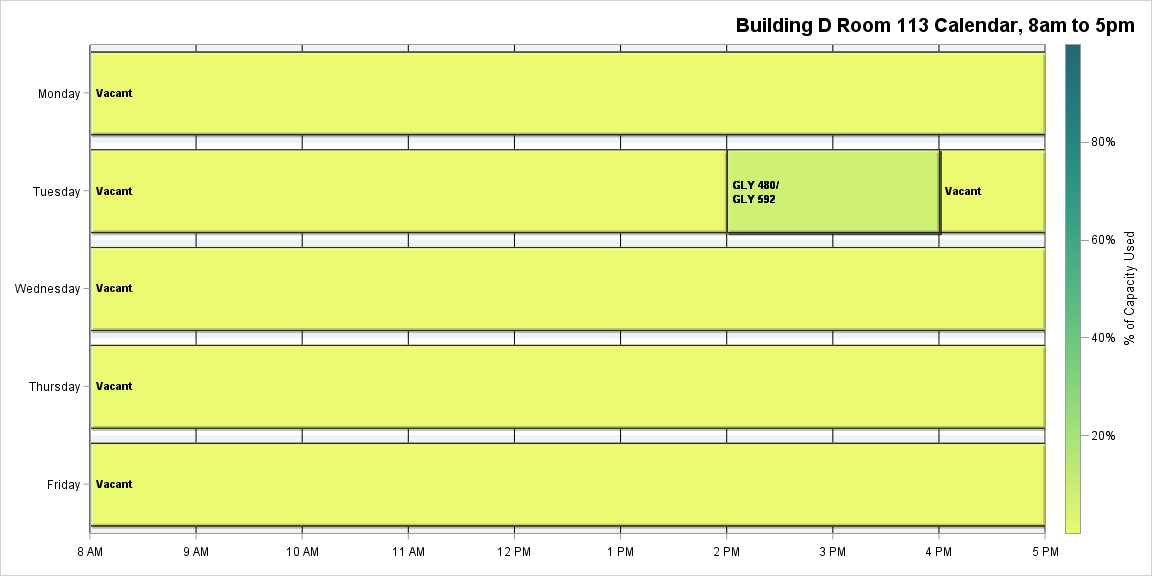 Building D Room 113 Calendar, 8am to 5pm
Monday
Vacant
80%
Tuesday
Vacant
GLY 480/
GLY 592
Vacant
60%
% of Capacity Used
Wednesday
Vacant
40%
Thursday
Vacant
20%
Friday
Vacant
8 AM 9 AM 10 AM 11 AM 12 PM 1 PM 2 PM 3 PM 4 PM 5 PM